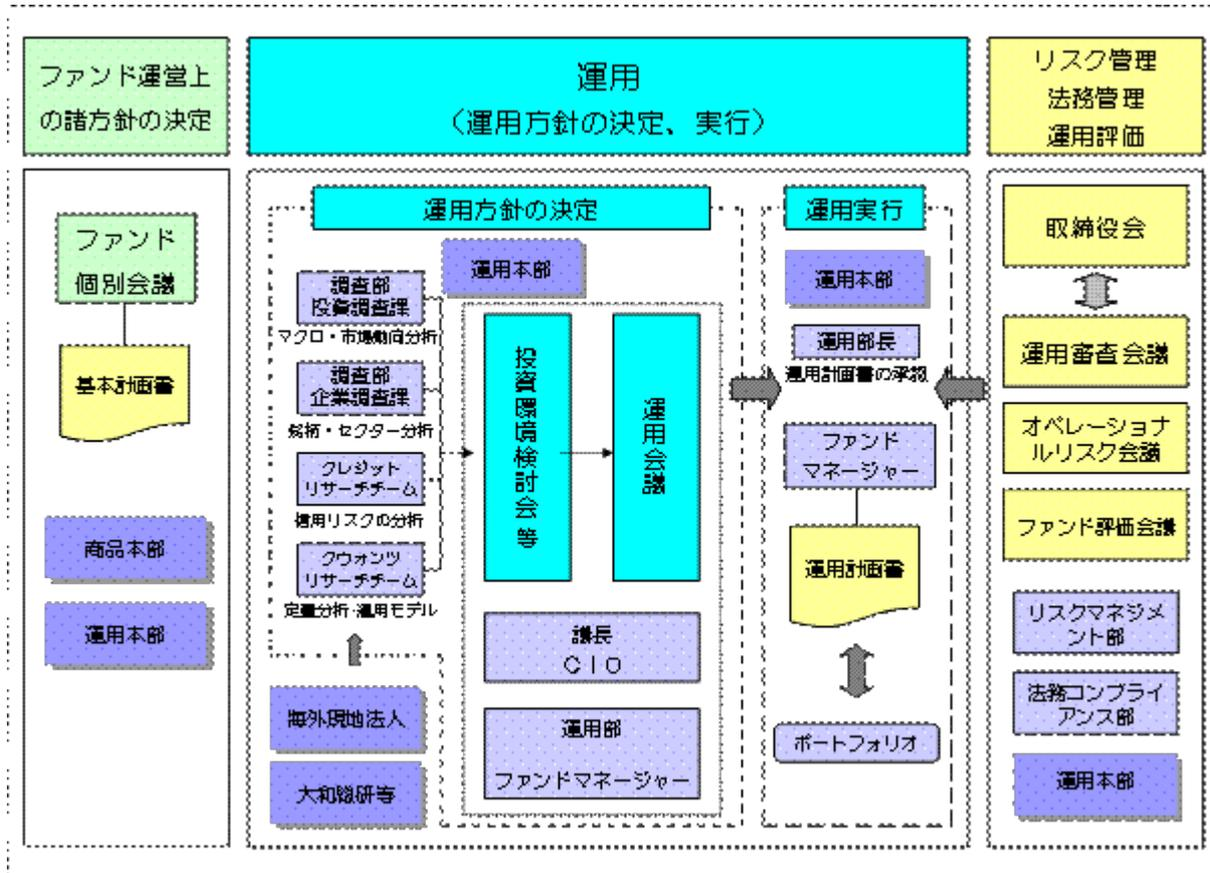 ファンド運営上
の諸方針の決定
運用
(運用方針の決定、実行)
リスク管理
法務管理
運用評価
ファンド
個別会議
基本計画書
商品本部
運用本部
運用方針の決定
運用本部
調査部
投資調査課
マクロ・市場動向分析
調査部
企業調査課
銘柄・セクター分析
クレジット
リサーチチーム
信用リスクの分析
クウォンツ
リサーチチーム
定量分析・運用モデル
海外現地法人
大和総研等
投資環境検討会 等
運用会議
議長
CIO
運用部
ファンドマネージャー
運用実行
運用本部
運用部長
運用計画書の承認
ファンド
マネージャー
運用計画書
ポートフォリオ
取締役会
運用審査会議
オペレーショナ
ルリスク会議
ファンド評価会議
リスクマネジメ
ント部
法務コンプライ
アンス部
運用本部